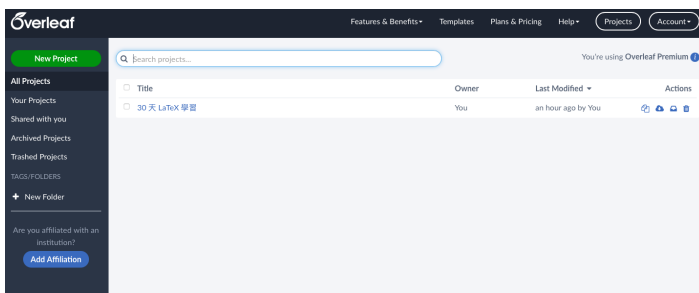 Overleaf
Features & Benefits Templates Plans & Pricing Help Projects Account
New Project
Search projects...
You're using Overleaf Premium
All Projects
Title Owner Last Modified Actions
Your Projects
30 天 LaTeX 學習 You an hour ago by You
Shared with you
Archived Projects
Trashed Projects
TAGS/FOLDERS
New Folder
Are you affiliated with an
institution?
Add Affiliation